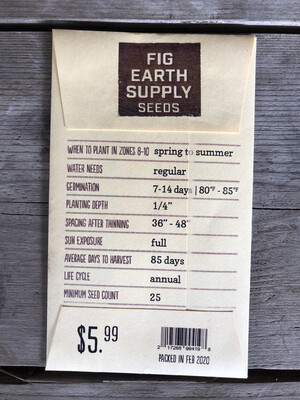 FIG
EARTH
SUPPLY
SEEDS
WHEN TO PLANT IN ZONES 8-10 spring to summer
WATER NEEDS regular
GERMINATION 7-14 days | 80°F - 85°F
PLANTING DEPTH 1/4"
SPACING AFTER THINNING 36" - 48"
SUN EXPOSURE full
AVERAGE DAYS TO HARVEST 85 days
LIFE CYCLE annual
MINIMUM SEED COUNT 25
$5.99
PACKED IN FEB 2020